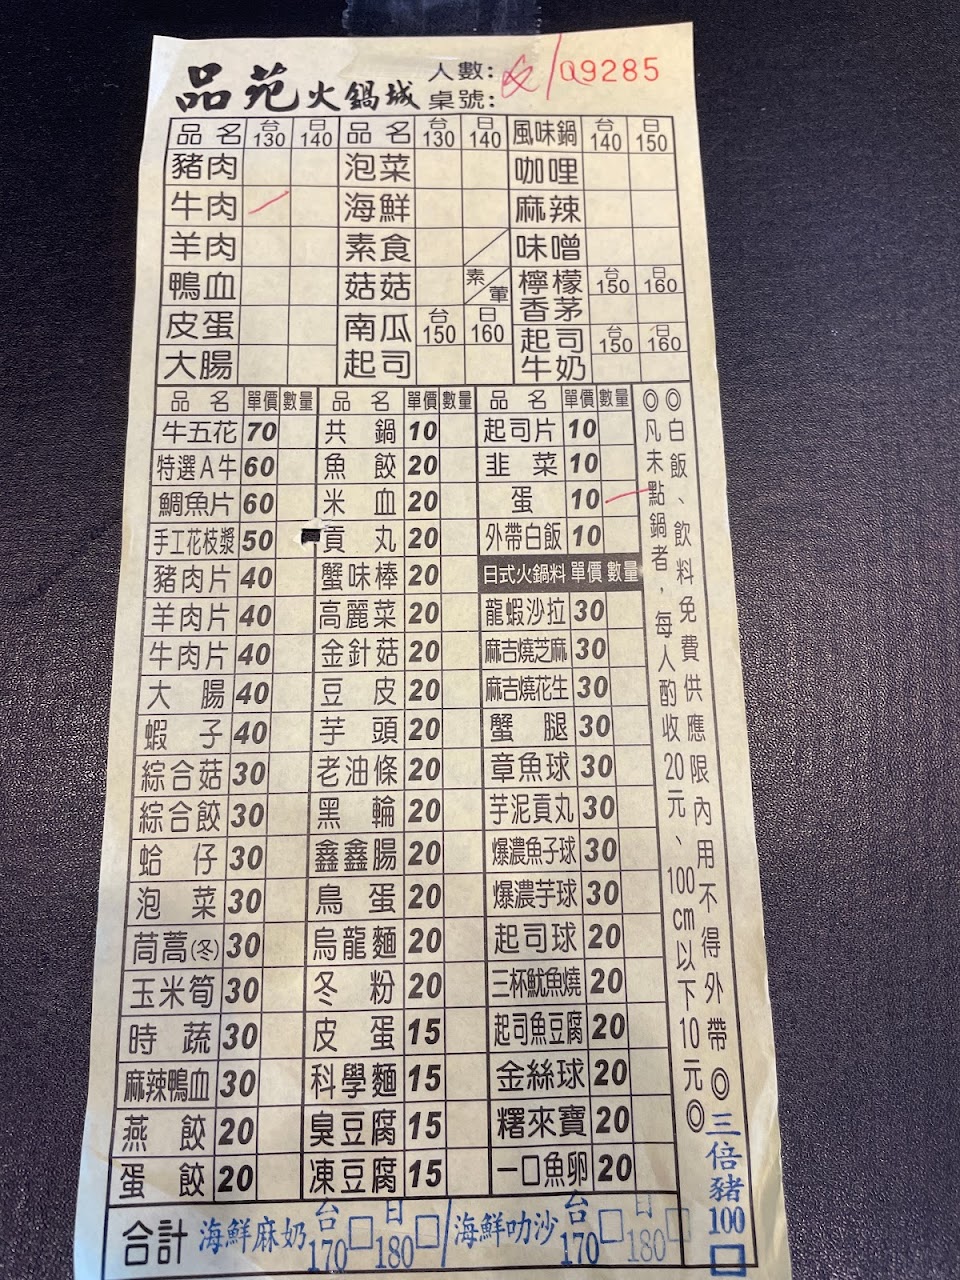 品苑火鍋城 人數:
桌號:
09285
品名 台130 日140 品名 台130 日140 風味鍋 台140 日150
豬肉 泡菜 咖哩
牛肉 海鮮 麻辣
羊肉 素食 味噌
鴨血 菇菇 素/葷 檸檬香茅 台150 日160
皮蛋 南瓜起司 台150 日160 起司牛奶 台150 日160
大腸
品名 單價 數量 品名 單價 數量 品名 單價 數量
牛五花 70 共鍋 10 起司片 10
特選A牛 60 魚餃 20 韭菜 10
鯛魚片 60 米血 20 蛋 10
手工花枝漿 50 貢丸 20 外帶白飯 10
豬肉片 40 蟹味棒 20 日式火鍋料 單價 數量
羊肉片 40 高麗菜 20 龍蝦沙拉 30
牛肉片 40 金針菇 20 麻吉燒芝麻 30
大腸 40 豆皮 20 麻吉燒花生 30
蝦子 40 芋頭 20 蟹腿 30
綜合菇 30 老油條 20 章魚球 30
綜合餃 30 黑輪 20 芋泥貢丸 30
蛤仔 30 鑫鑫腸 20 爆濃魚子球 30
泡菜 30 鳥蛋 20 爆濃芋球 30
茼蒿(冬) 30 烏龍麵 20 起司球 20
玉米筍 30 冬粉 20 三杯魷魚燒 20
時蔬 30 皮蛋 15 起司魚豆腐 20
麻辣鴨血 30 科學麵 15 金絲球 20
燕餃 20 臭豆腐 15 糬來寶 20
蛋餃 20 凍豆腐 15 一口魚卵 20
◎白飯、飲料免費供應限內用不得外帶◎
◎凡未點鍋者,每人酌收20元、100cm以下10元◎
三倍豬100□
合計 海鮮麻奶 台170□ 日180□/海鮮叻沙 台170□ 日180□